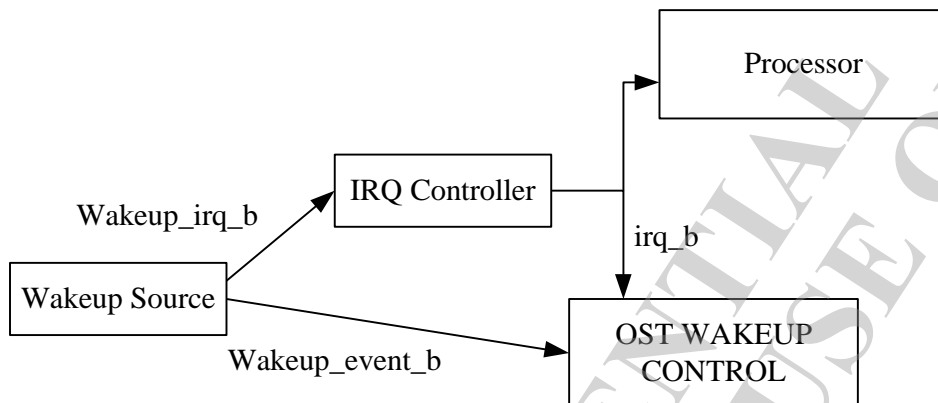 Processor
IRQ Controller
Wakeup_irq_b
irq_b
Wakeup Source
OST WAKEUP
CONTROL
Wakeup_event_b